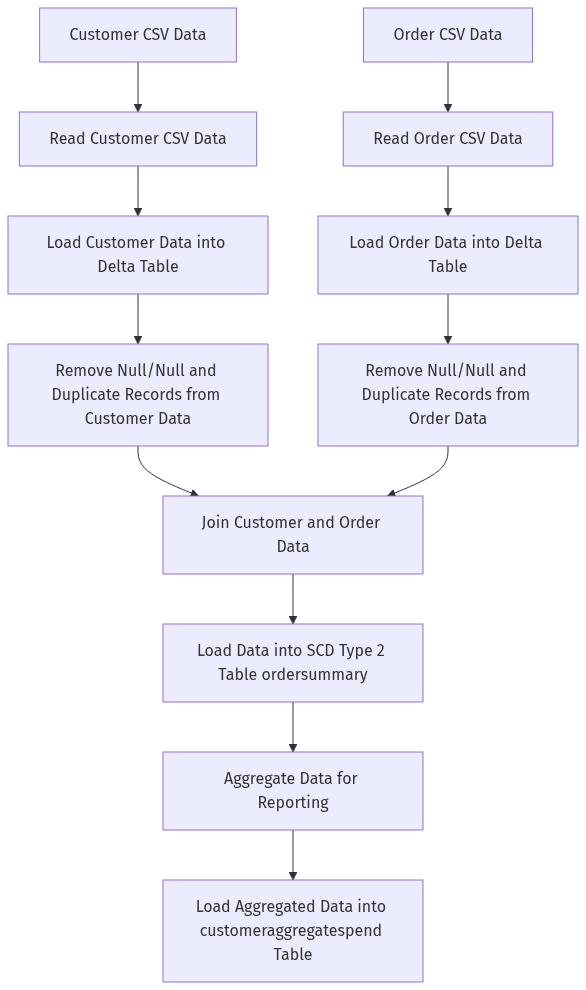 Customer CSV Data
Order CSV Data
Read Customer CSV Data
Read Order CSV Data
Load Customer Data into
Delta Table
Load Order Data into Delta
Table
Remove Null/Null and
Duplicate Records from
Customer Data
Remove Null/Null and
Duplicate Records from
Order Data
Join Customer and Order
Data
Load Data into SCD Type 2
Table ordersummary
Aggregate Data for
Reporting
Load Aggregated Data into
customeraggregatespend
Table